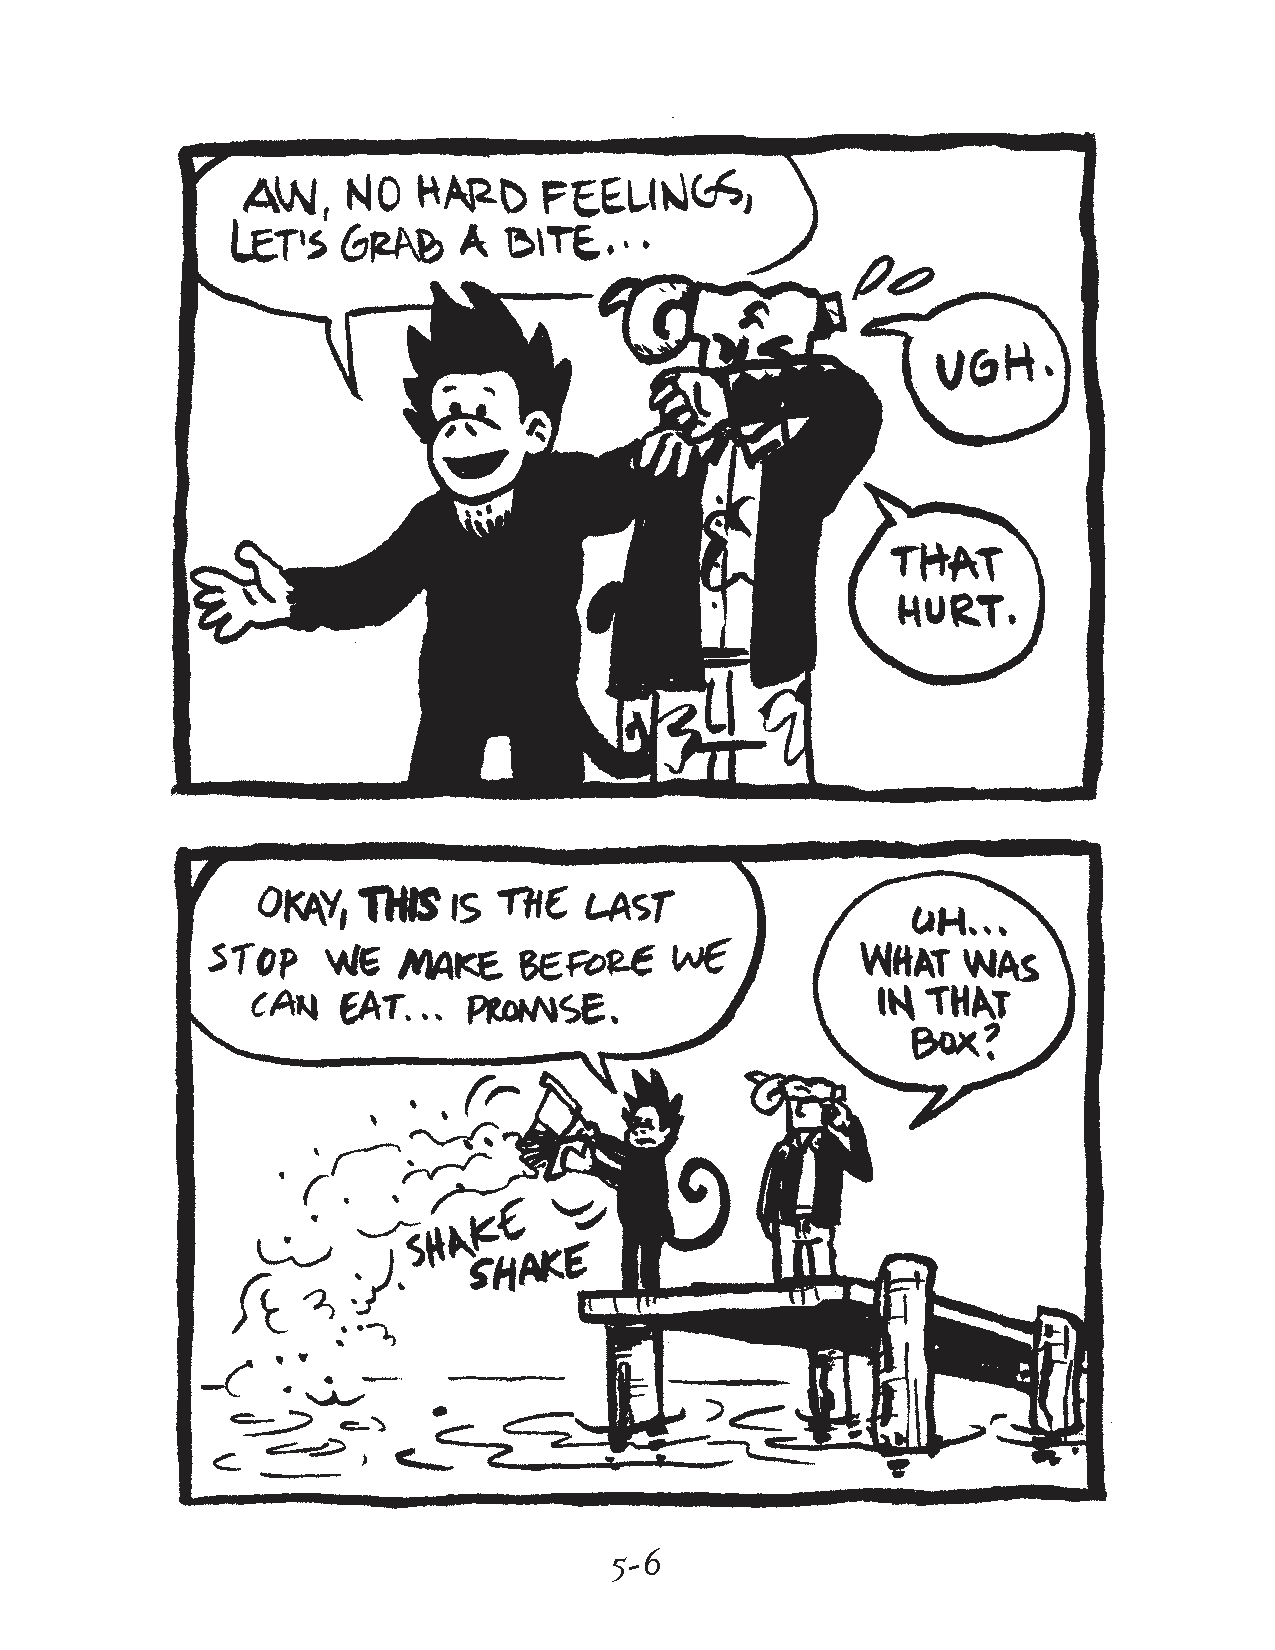 AW, NO HARD FEELINGS,
LET'S GRAB A BITE...
UGH.
THAT
HURT.
OKAY, THIS IS THE LAST
STOP WE MAKE BEFORE WE
CAN EAT... PROMISE.
UH...
WHAT WAS
IN THAT
BOX?
SHAKE
SHAKE
5-6